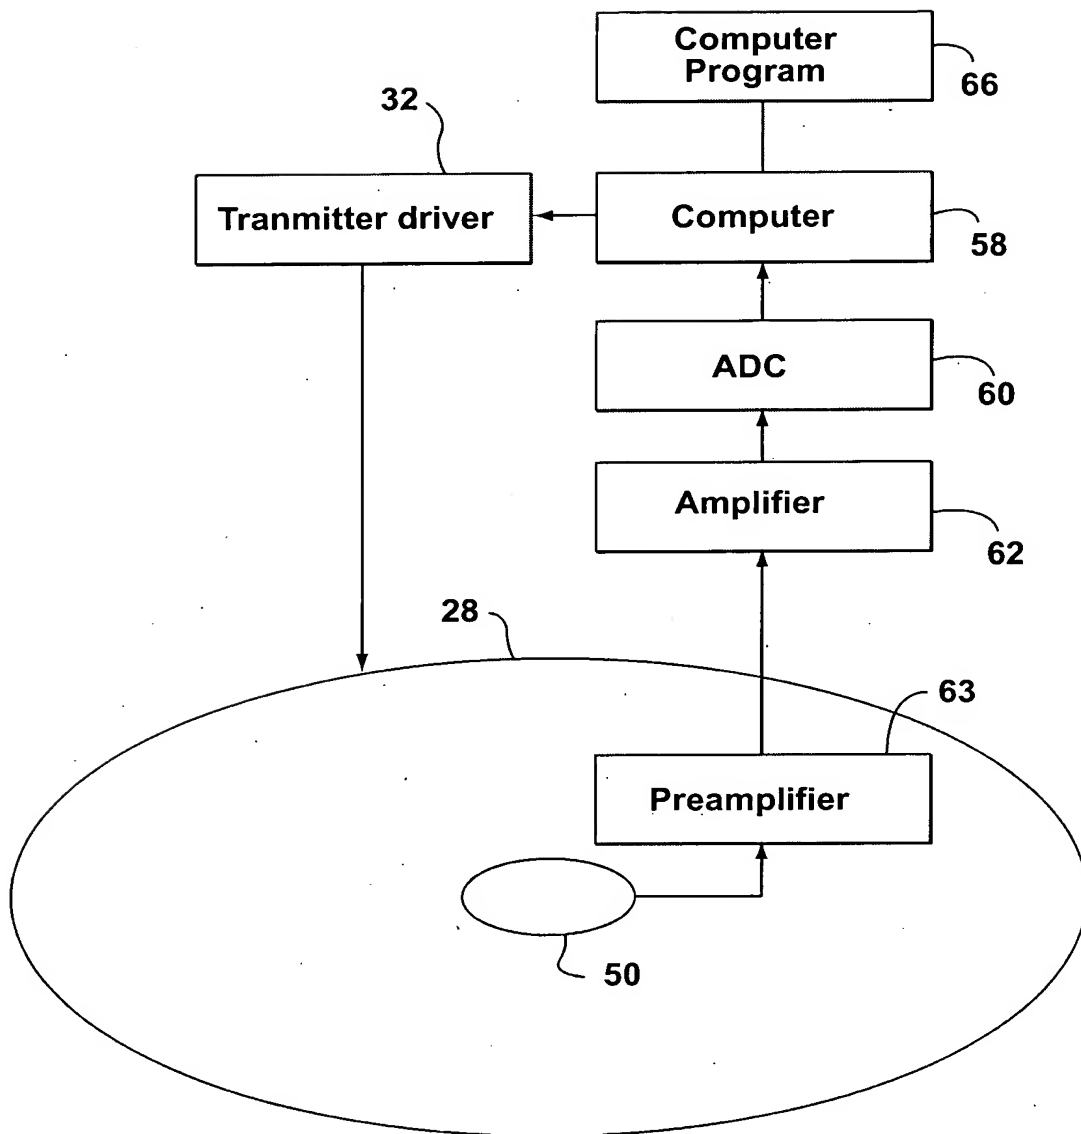 Computer
Program
66
32
Tranmitter driver
Computer
58
ADC
60
Amplifier
62
28
63
Preamplifier
50